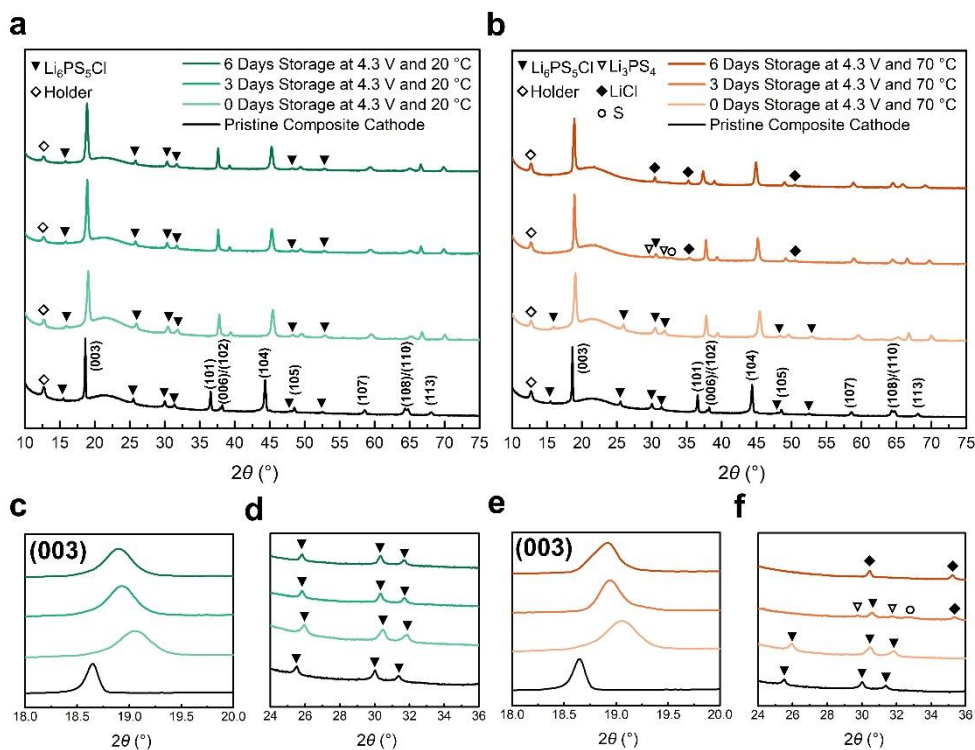 a
▼ Li₆PS₅Cl
◇ Holder
6 Days Storage at 4.3 V and 20 °C
3 Days Storage at 4.3 V and 20 °C
0 Days Storage at 4.3 V and 20 °C
Pristine Composite Cathode
(003)
(101)
(006)/(102)
(104)
(105)
(107)
(108)/(110)
(113)
10 15 20 25 30 35 40 45 50 55 60 65 70 75
2θ (°)
b
▼ Li₆PS₅Cl ▽ Li₃PS₄
◇ Holder ◆ LiCl
○ S
6 Days Storage at 4.3 V and 70 °C
3 Days Storage at 4.3 V and 70 °C
0 Days Storage at 4.3 V and 70 °C
Pristine Composite Cathode
(003)
(101)
(006)/(102)
(104)
(105)
(107)
(108)/(110)
(113)
10 15 20 25 30 35 40 45 50 55 60 65 70 75
2θ (°)
c
(003)
18.0 18.5 19.0 19.5 20.0
2θ (°)
d
24 26 28 30 32 34 36
2θ (°)
e
(003)
18.0 18.5 19.0 19.5 20.0
2θ (°)
f
24 26 28 30 32 34 36
2θ (°)